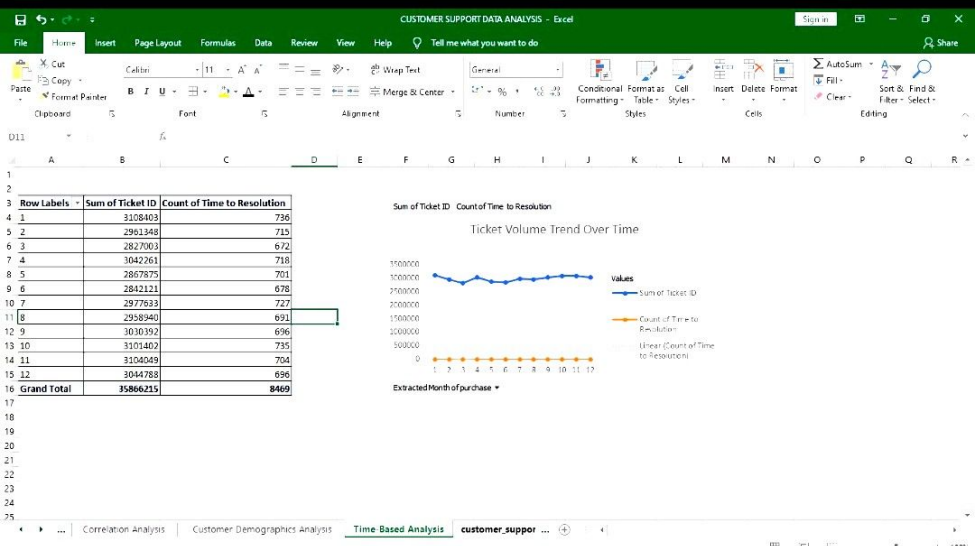 CUSTOMER SUPPORT DATA ANALYSIS - Excel
Sign in
File Home Insert Page Layout Formulas Data Review View Help Tell me what you want to do Share
Cut
Copy
Format Painter
Paste
Calibri 11 A A
B I U A
Wrap Text
Merge & Center
General
% ,
Conditional Formatting
Format as Table
Cell Styles
Insert Delete Format
AutoSum
Fill
Clear
Sort & Filter
Find & Select
Clipboard Font Alignment Number Styles Cells Editing
D11 fx
A B C D E F G H I J K L M N O P Q R
1
2
3 Row Labels Sum of Ticket ID Count of Time to Resolution
4 1 3108403 736
5 2 2961348 715
6 3 2827003 672
7 4 3042261 718
8 5 2867875 701
9 6 2842121 678
10 7 2977633 727
11 8 2958940 691
12 9 3030392 696
13 10 3101402 735
14 11 3104049 704
15 12 3044788 696
16 Grand Total 35866215 8469
17
18
19
20
21
22
23
24
25
Sum of Ticket ID Count of Time to Resolution
Ticket Volume Trend Over Time
3500000
3000000
2500000
2000000
1500000
1000000
500000
0
1 2 3 4 5 6 7 8 9 10 11 12
Values
Sum of Ticket ID
Count of Time to
Resolution
Linear (Count of Time
to Resolution)
Extracted Month of purchase
... Correlation Analysis Customer Demographics Analysis Time-Based Analysis customer_suppor ...